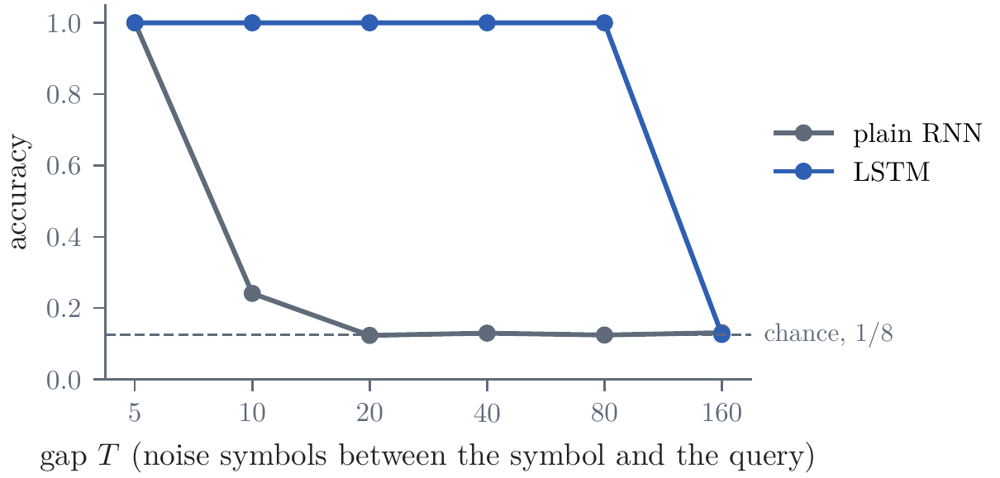 accuracy
1.0
0.8
0.6
0.4
0.2
0.0
5 10 20 40 80 160
gap T (noise symbols between the symbol and the query)
plain RNN
LSTM
chance, 1/8